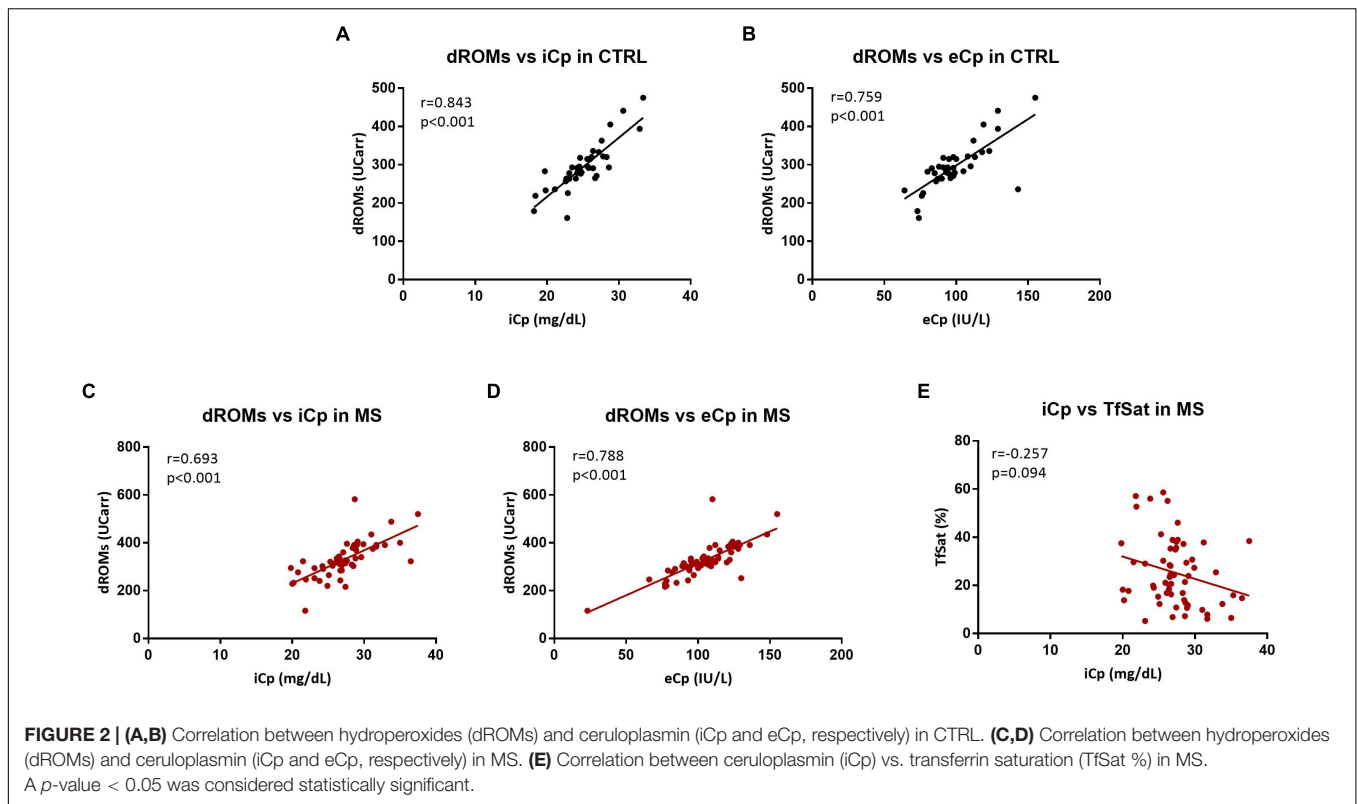 A
dROMs vs iCp in CTRL
r=0.843
p<0.001
500
400
300
200
100
0
dROMs (UCarr)
0 10 20 30 40
iCp (mg/dL)
B
dROMs vs eCp in CTRL
r=0.759
p<0.001
500
400
300
200
100
0
dROMs (UCarr)
0 50 100 150 200
eCp (IU/L)
C
dROMs vs iCp in MS
r=0.693
p<0.001
800
600
400
200
0
dROMs (UCarr)
0 10 20 30 40
iCp (mg/dL)
D
dROMs vs eCp in MS
r=0.788
p<0.001
800
600
400
200
0
dROMs (UCarr)
0 50 100 150 200
eCp (IU/L)
E
iCp vs TfSat in MS
r=-0.257
p=0.094
80
60
40
20
0
TfSat (%)
0 10 20 30 40
iCp (mg/dL)
FIGURE 2 | (A,B) Correlation between hydroperoxides (dROMs) and ceruloplasmin (iCp and eCp, respectively) in CTRL. (C,D) Correlation between hydroperoxides
(dROMs) and ceruloplasmin (iCp and eCp, respectively) in MS. (E) Correlation between ceruloplasmin (iCp) vs. transferrin saturation (TfSat %) in MS.
A p-value < 0.05 was considered statistically significant.